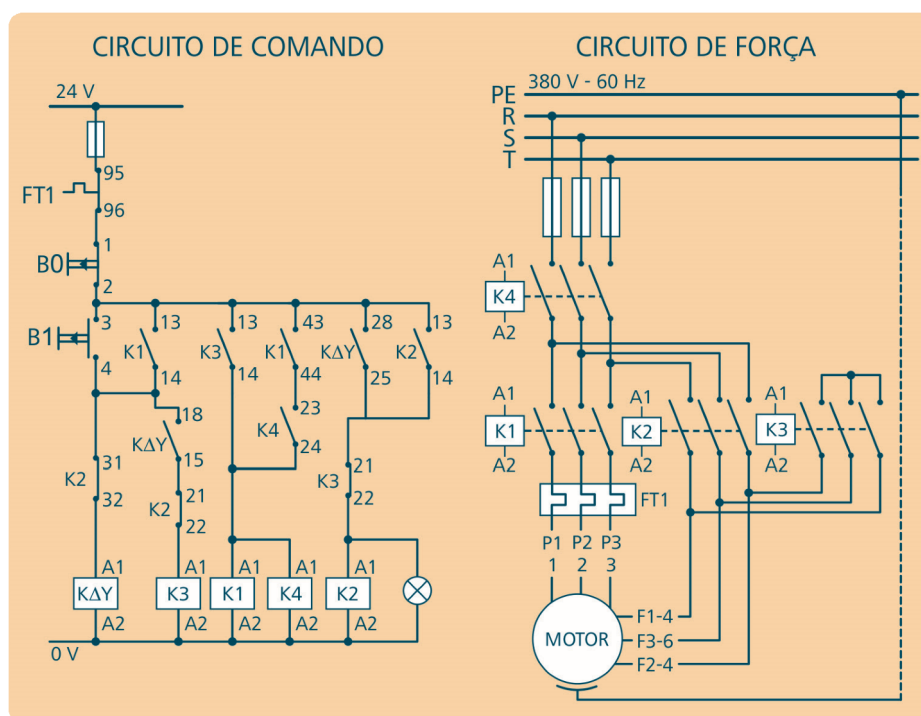 CIRCUITO DE COMANDO
24 V
95
FT1
96
1
B0
2
3
B1
4
13
K1
14
13
K3
14
43
K1
44
28
KΔY
25
13
K2
14
18
KΔY
15
23
K4
24
31
K2
32
21
K2
22
21
K3
22
A1
KΔY
A2
A1
K3
A2
A1
K1
A2
A1
K4
A2
A1
K2
A2
0 V
CIRCUITO DE FORÇA
380 V - 60 Hz
PE
R
S
T
A1
K4
A2
A1
K1
A2
A1
K2
A2
A1
K3
A2
FT1
P1 P2 P3
1 2 3
MOTOR
F1-4
F3-6
F2-4